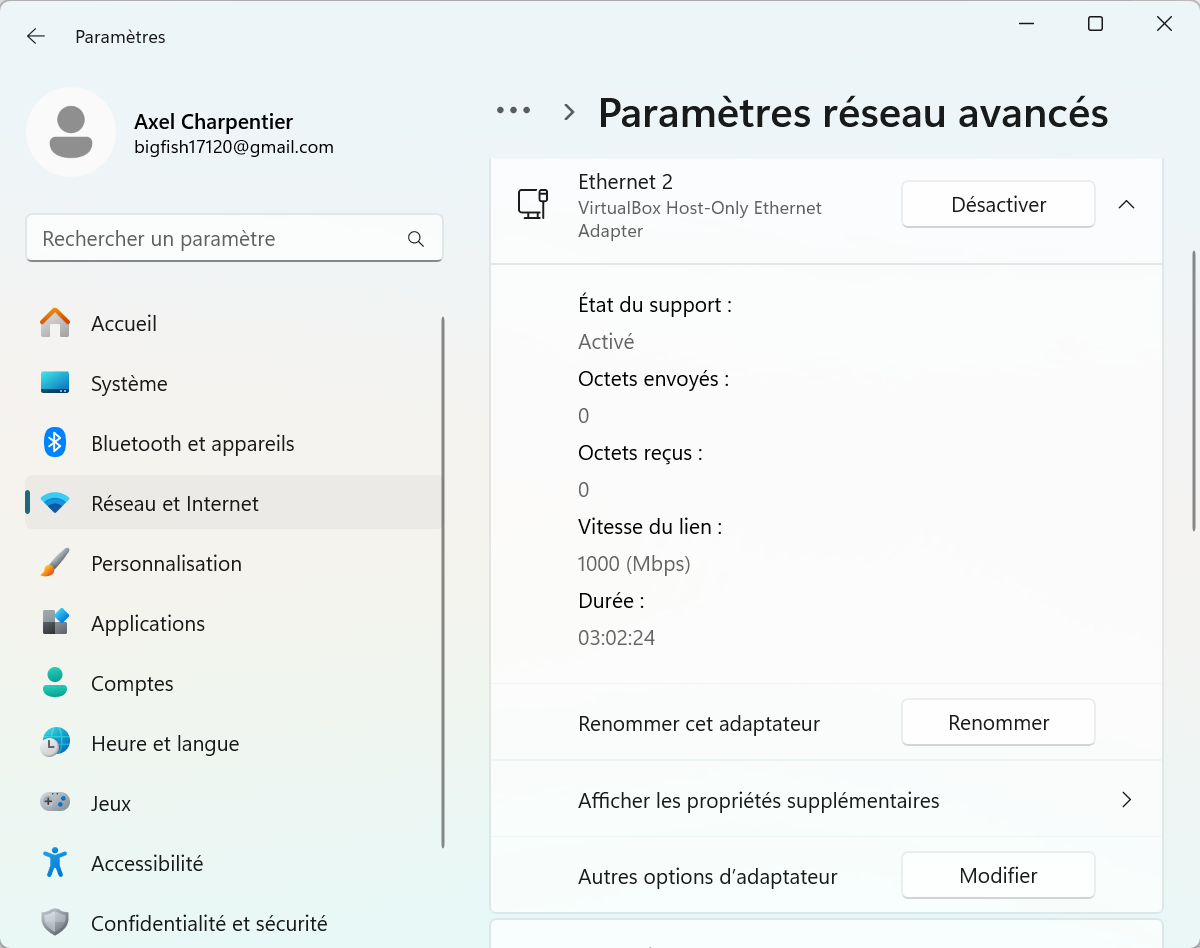 Paramètres
Axel Charpentier
bigfish17120@gmail.com
Rechercher un paramètre
Accueil
Système
Bluetooth et appareils
Réseau et Internet
Personnalisation
Applications
Comptes
Heure et langue
Jeux
Accessibilité
Confidentialité et sécurité
Paramètres réseau avancés
Ethernet 2
VirtualBox Host-Only Ethernet
Adapter
Désactiver
État du support :
Activé
Octets envoyés :
0
Octets reçus :
0
Vitesse du lien :
1000 (Mbps)
Durée :
03:02:24
Renommer cet adaptateur
Renommer
Afficher les propriétés supplémentaires
Autres options d’adaptateur
Modifier